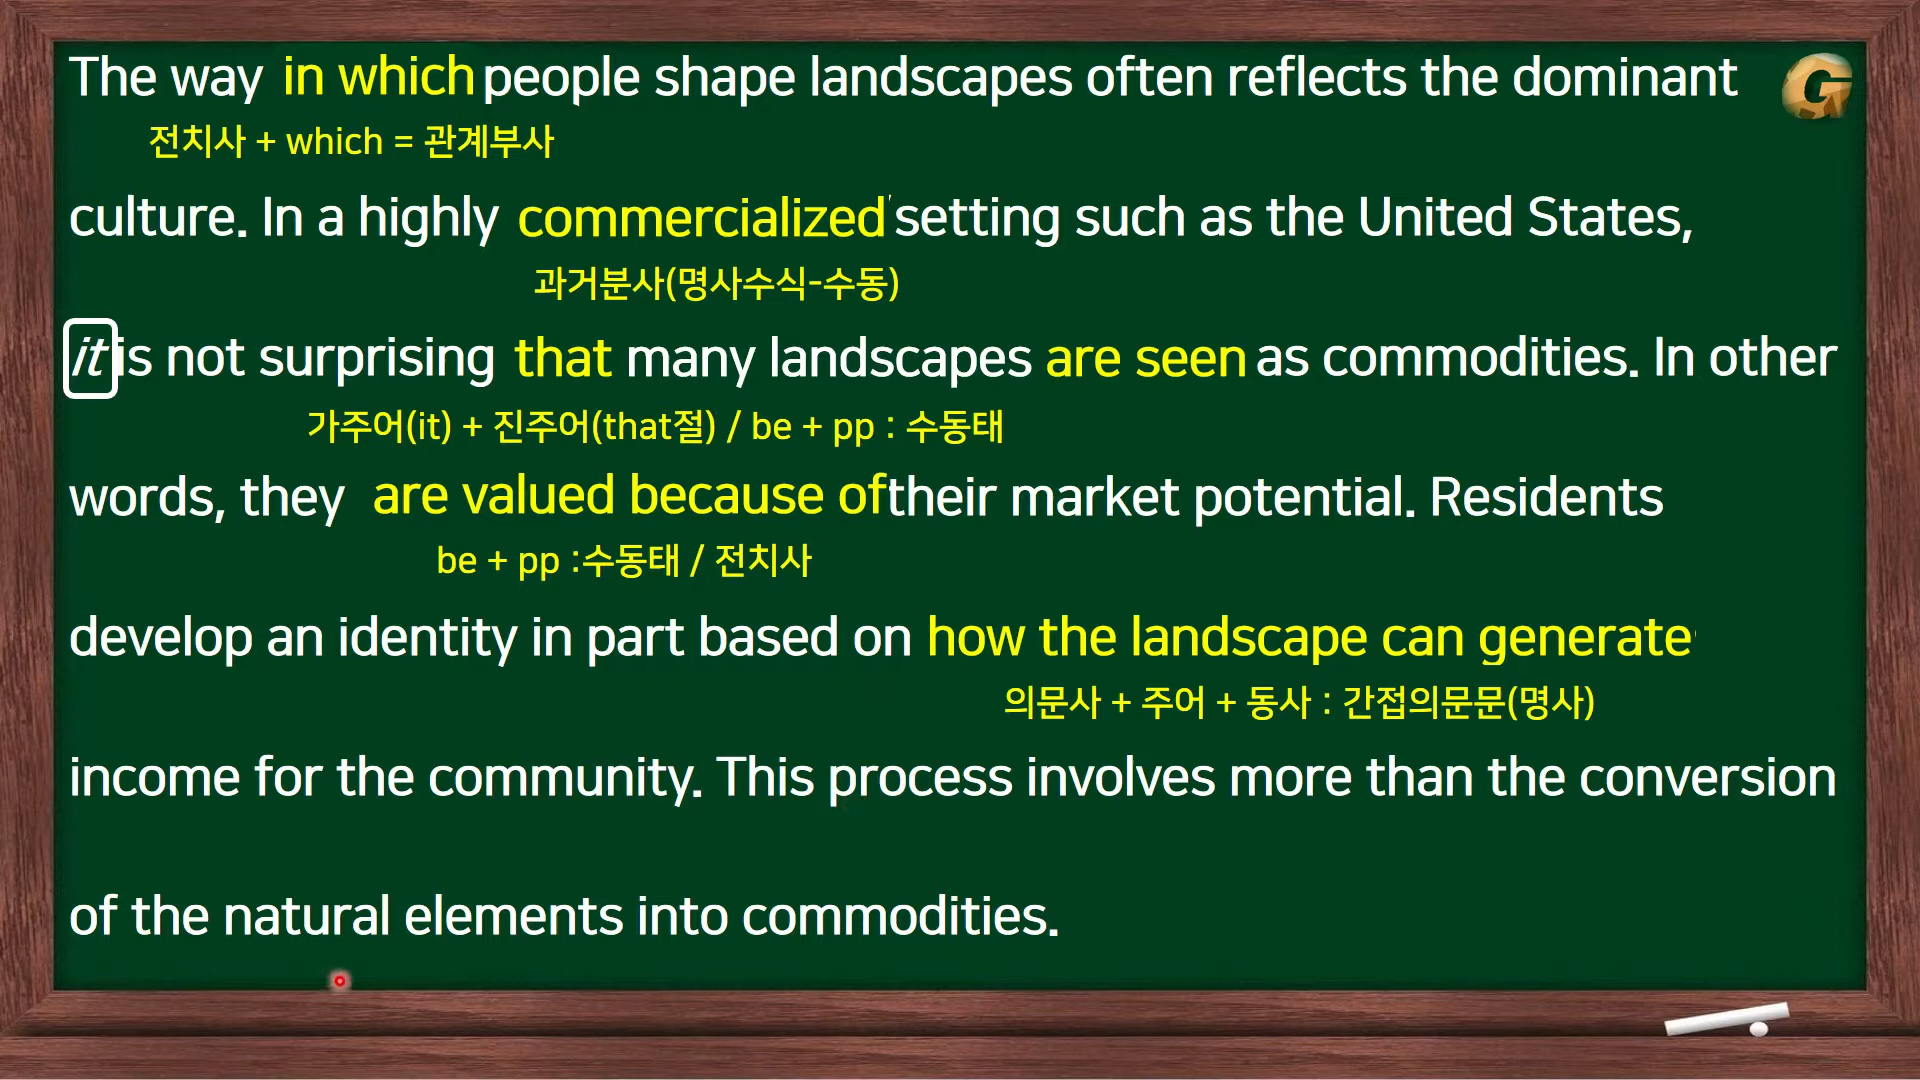 The way in which people shape landscapes often reflects the dominant
전치사 + which = 관계부사
culture. In a highly commercialized setting such as the United States,
과거분사(명사수식-수동)
it is not surprising that many landscapes are seen as commodities. In other
가주어(it) + 진주어(that절) / be + pp : 수동태
words, they are valued because of their market potential. Residents
be + pp :수동태 / 전치사
develop an identity in part based on how the landscape can generate
의문사 + 주어 + 동사 : 간접의문문(명사)
income for the community. This process involves more than the conversion
of the natural elements into commodities.